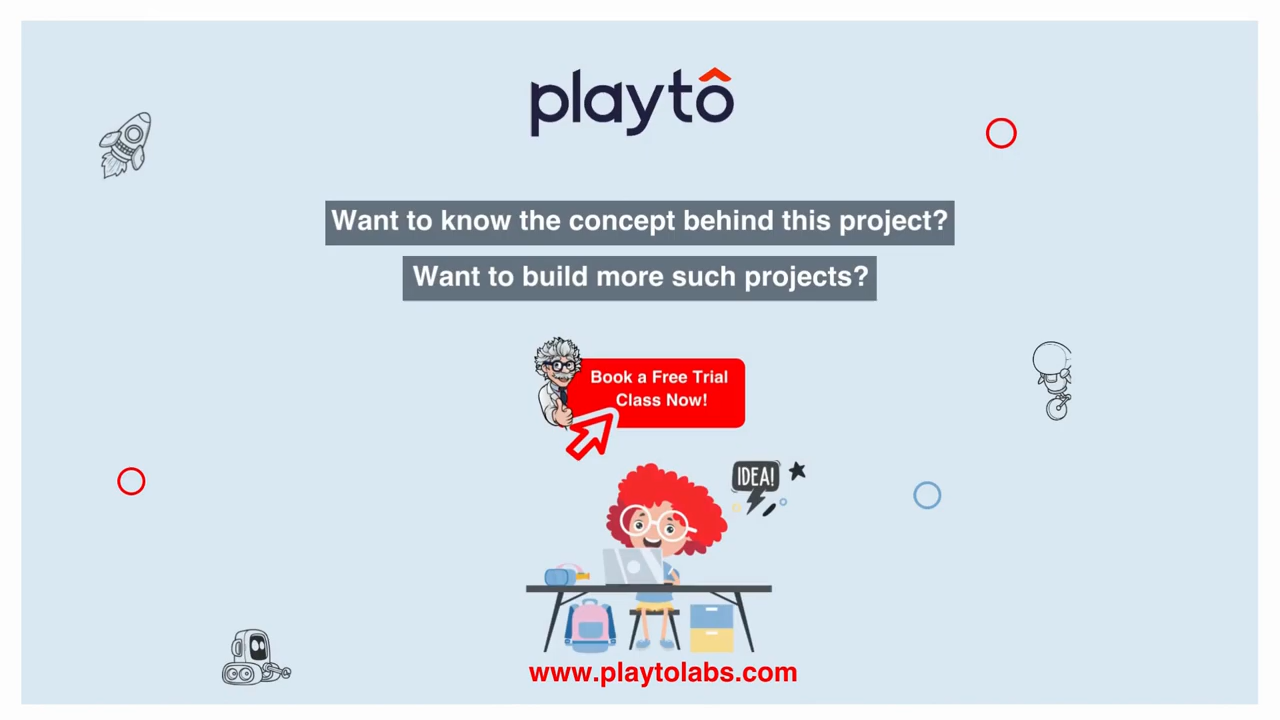 playtô
Want to know the concept behind this project?
Want to build more such projects?
Book a Free Trial
Class Now!
IDEA!
www.playtolabs.com